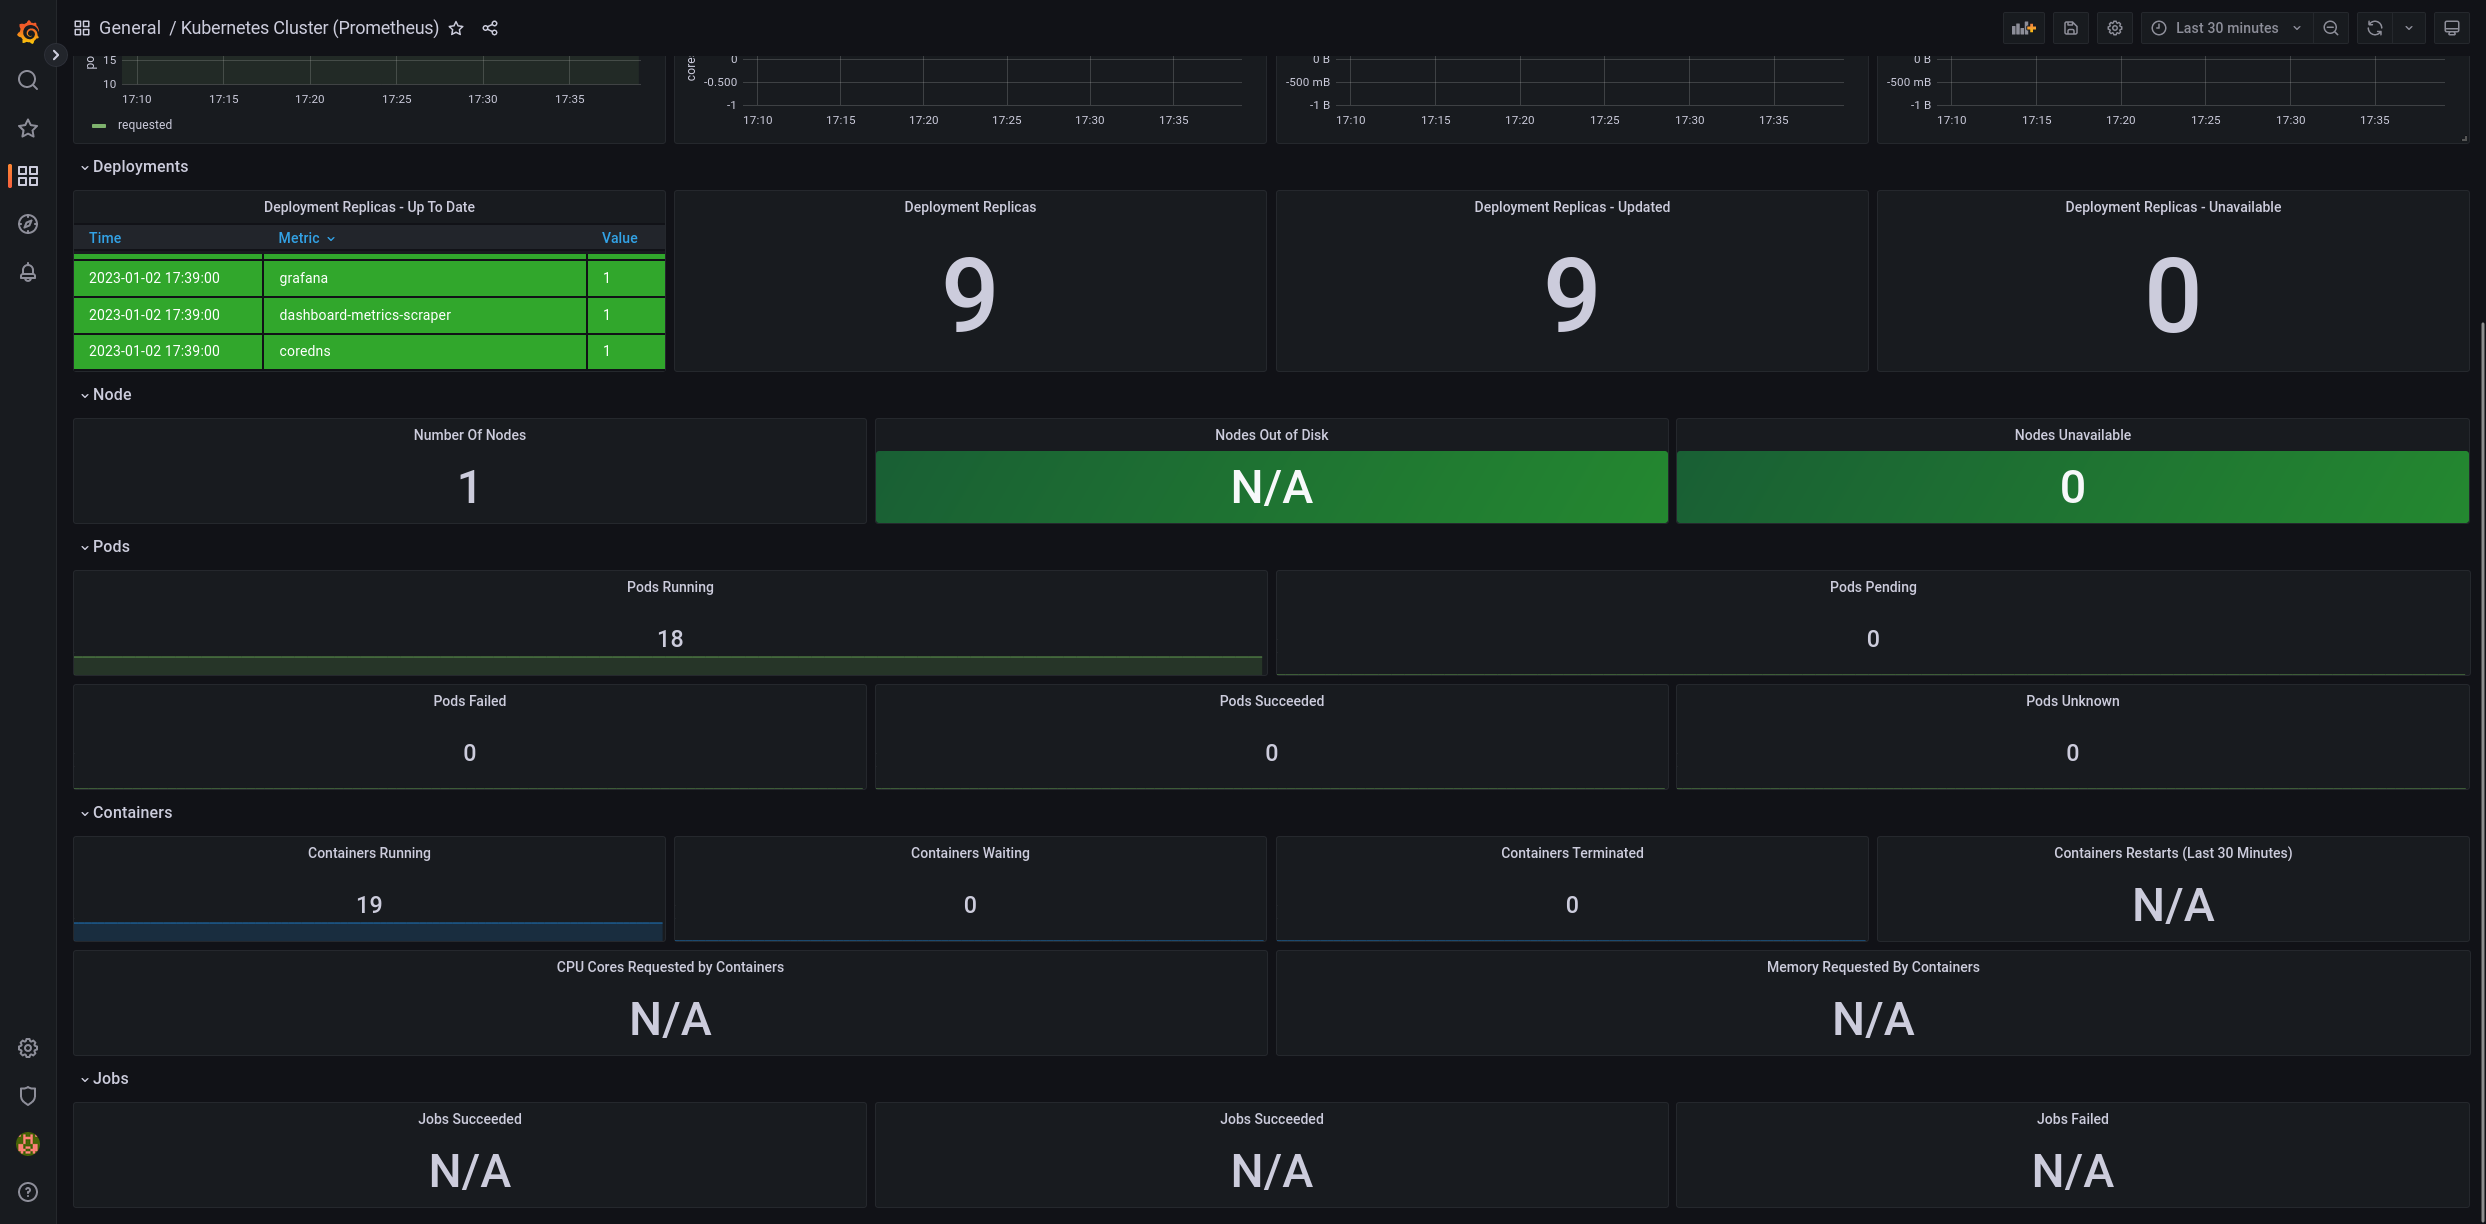 General / Kubernetes Cluster (Prometheus)
Last 30 minutes
po
15
10
17:10 17:15 17:20 17:25 17:30 17:35
requested
core
0
-0.500
-1
17:10 17:15 17:20 17:25 17:30 17:35
0 B
-500 mB
-1 B
17:10 17:15 17:20 17:25 17:30 17:35
0 B
-500 mB
-1 B
17:10 17:15 17:20 17:25 17:30 17:35
Deployments
Deployment Replicas - Up To Date
Time Metric Value
2023-01-02 17:39:00 grafana 1
2023-01-02 17:39:00 dashboard-metrics-scraper 1
2023-01-02 17:39:00 coredns 1
Deployment Replicas
9
Deployment Replicas - Updated
9
Deployment Replicas - Unavailable
0
Node
Number Of Nodes
1
Nodes Out of Disk
N/A
Nodes Unavailable
0
Pods
Pods Running
18
Pods Pending
0
Pods Failed
0
Pods Succeeded
0
Pods Unknown
0
Containers
Containers Running
19
Containers Waiting
0
Containers Terminated
0
Containers Restarts (Last 30 Minutes)
N/A
CPU Cores Requested by Containers
N/A
Memory Requested By Containers
N/A
Jobs
Jobs Succeeded
N/A
Jobs Succeeded
N/A
Jobs Failed
N/A